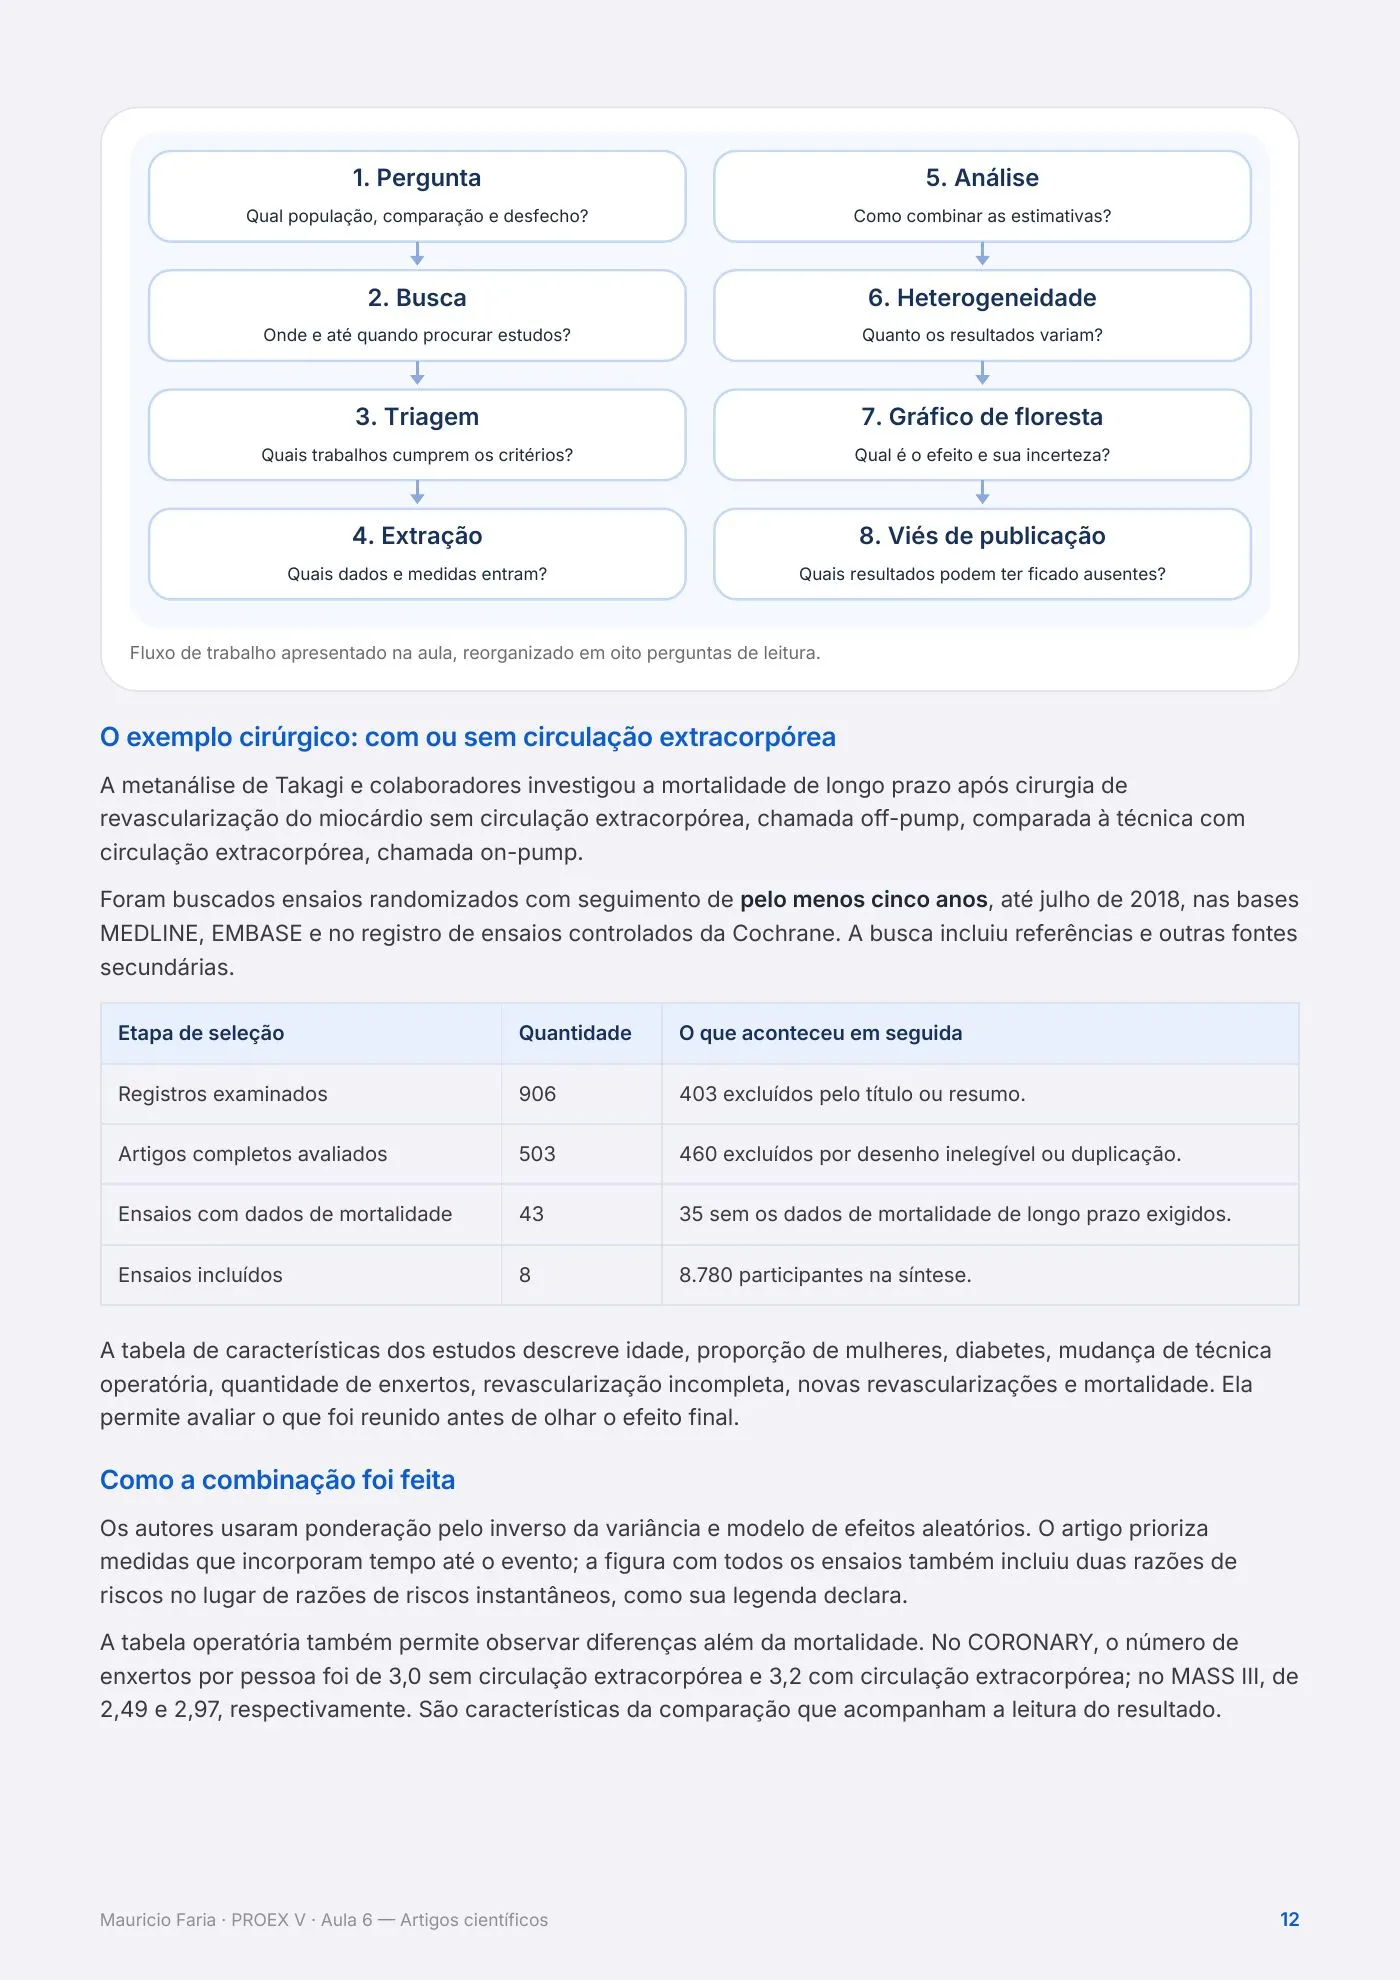 1. Pergunta
Qual população, comparação e desfecho?
2. Busca
Onde e até quando procurar estudos?
3. Triagem
Quais trabalhos cumprem os critérios?
4. Extração
Quais dados e medidas entram?
5. Análise
Como combinar as estimativas?
6. Heterogeneidade
Quanto os resultados variam?
7. Gráfico de floresta
Qual é o efeito e sua incerteza?
8. Viés de publicação
Quais resultados podem ter ficado ausentes?
Fluxo de trabalho apresentado na aula, reorganizado em oito perguntas de leitura.
O exemplo cirúrgico: com ou sem circulação extracorpórea
A metanálise de Takagi e colaboradores investigou a mortalidade de longo prazo após cirurgia de
revascularização do miocárdio sem circulação extracorpórea, chamada off-pump, comparada à técnica com
circulação extracorpórea, chamada on-pump.
Foram buscados ensaios randomizados com seguimento de pelo menos cinco anos, até julho de 2018, nas bases
MEDLINE, EMBASE e no registro de ensaios controlados da Cochrane. A busca incluiu referências e outras fontes
secundárias.
Etapa de seleção Quantidade O que aconteceu em seguida
Registros examinados 906 403 excluídos pelo título ou resumo.
Artigos completos avaliados 503 460 excluídos por desenho inelegível ou duplicação.
Ensaios com dados de mortalidade 43 35 sem os dados de mortalidade de longo prazo exigidos.
Ensaios incluídos 8 8.780 participantes na síntese.
A tabela de características dos estudos descreve idade, proporção de mulheres, diabetes, mudança de técnica
operatória, quantidade de enxertos, revascularização incompleta, novas revascularizações e mortalidade. Ela
permite avaliar o que foi reunido antes de olhar o efeito final.
Como a combinação foi feita
Os autores usaram ponderação pelo inverso da variância e modelo de efeitos aleatórios. O artigo prioriza
medidas que incorporam tempo até o evento; a figura com todos os ensaios também incluiu duas razões de
riscos no lugar de razões de riscos instantâneos, como sua legenda declara.
A tabela operatória também permite observar diferenças além da mortalidade. No CORONARY, o número de
enxertos por pessoa foi de 3,0 sem circulação extracorpórea e 3,2 com circulação extracorpórea; no MASS III, de
2,49 e 2,97, respectivamente. São características da comparação que acompanham a leitura do resultado.
Mauricio Faria · PROEX V · Aula 6 — Artigos científicos 12